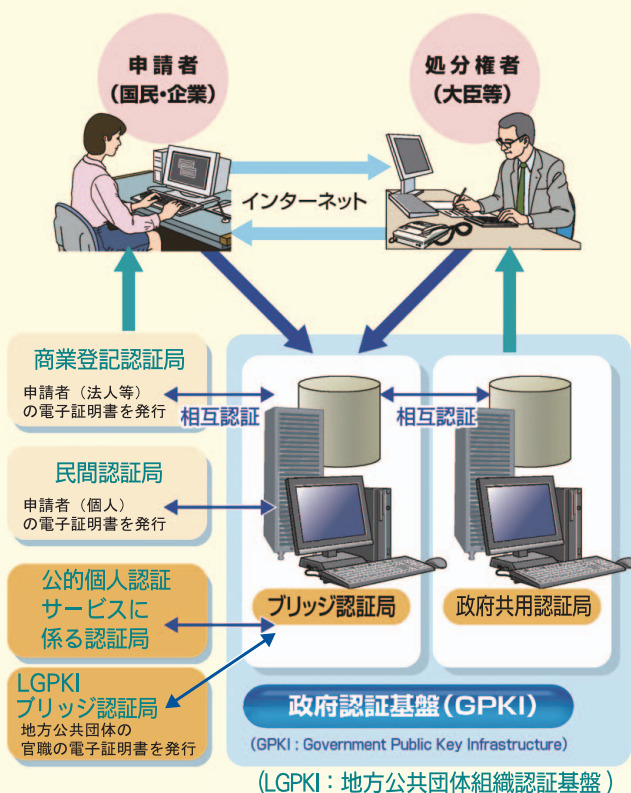 申請者
(国民・企業)
処分権者
(大臣等)
インターネット
商業登記認証局
申請者（法人等）
の電子証明書を発行
相互認証
相互認証
民間認証局
申請者（個人）
の電子証明書を発行
公的個人認証
サービスに
係る認証局
ブリッジ認証局
政府共用認証局
LGPKI
ブリッジ認証局
地方公共団体の
官職の電子証明書を発行
政府認証基盤(GPKI)
(GPKI : Government Public Key Infrastructure)
(LGPKI：地方公共団体組織認証基盤)